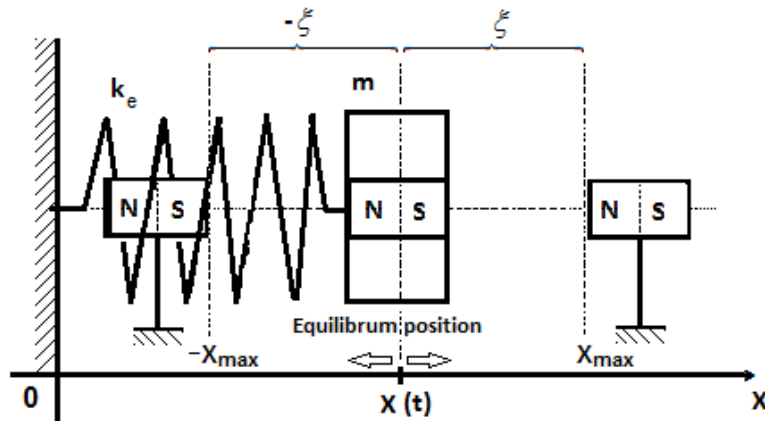 -ξ
ξ
kₑ
m
N S
N S
N S
Equilibrum position
-Xmax
Xmax
0
X (t)
X